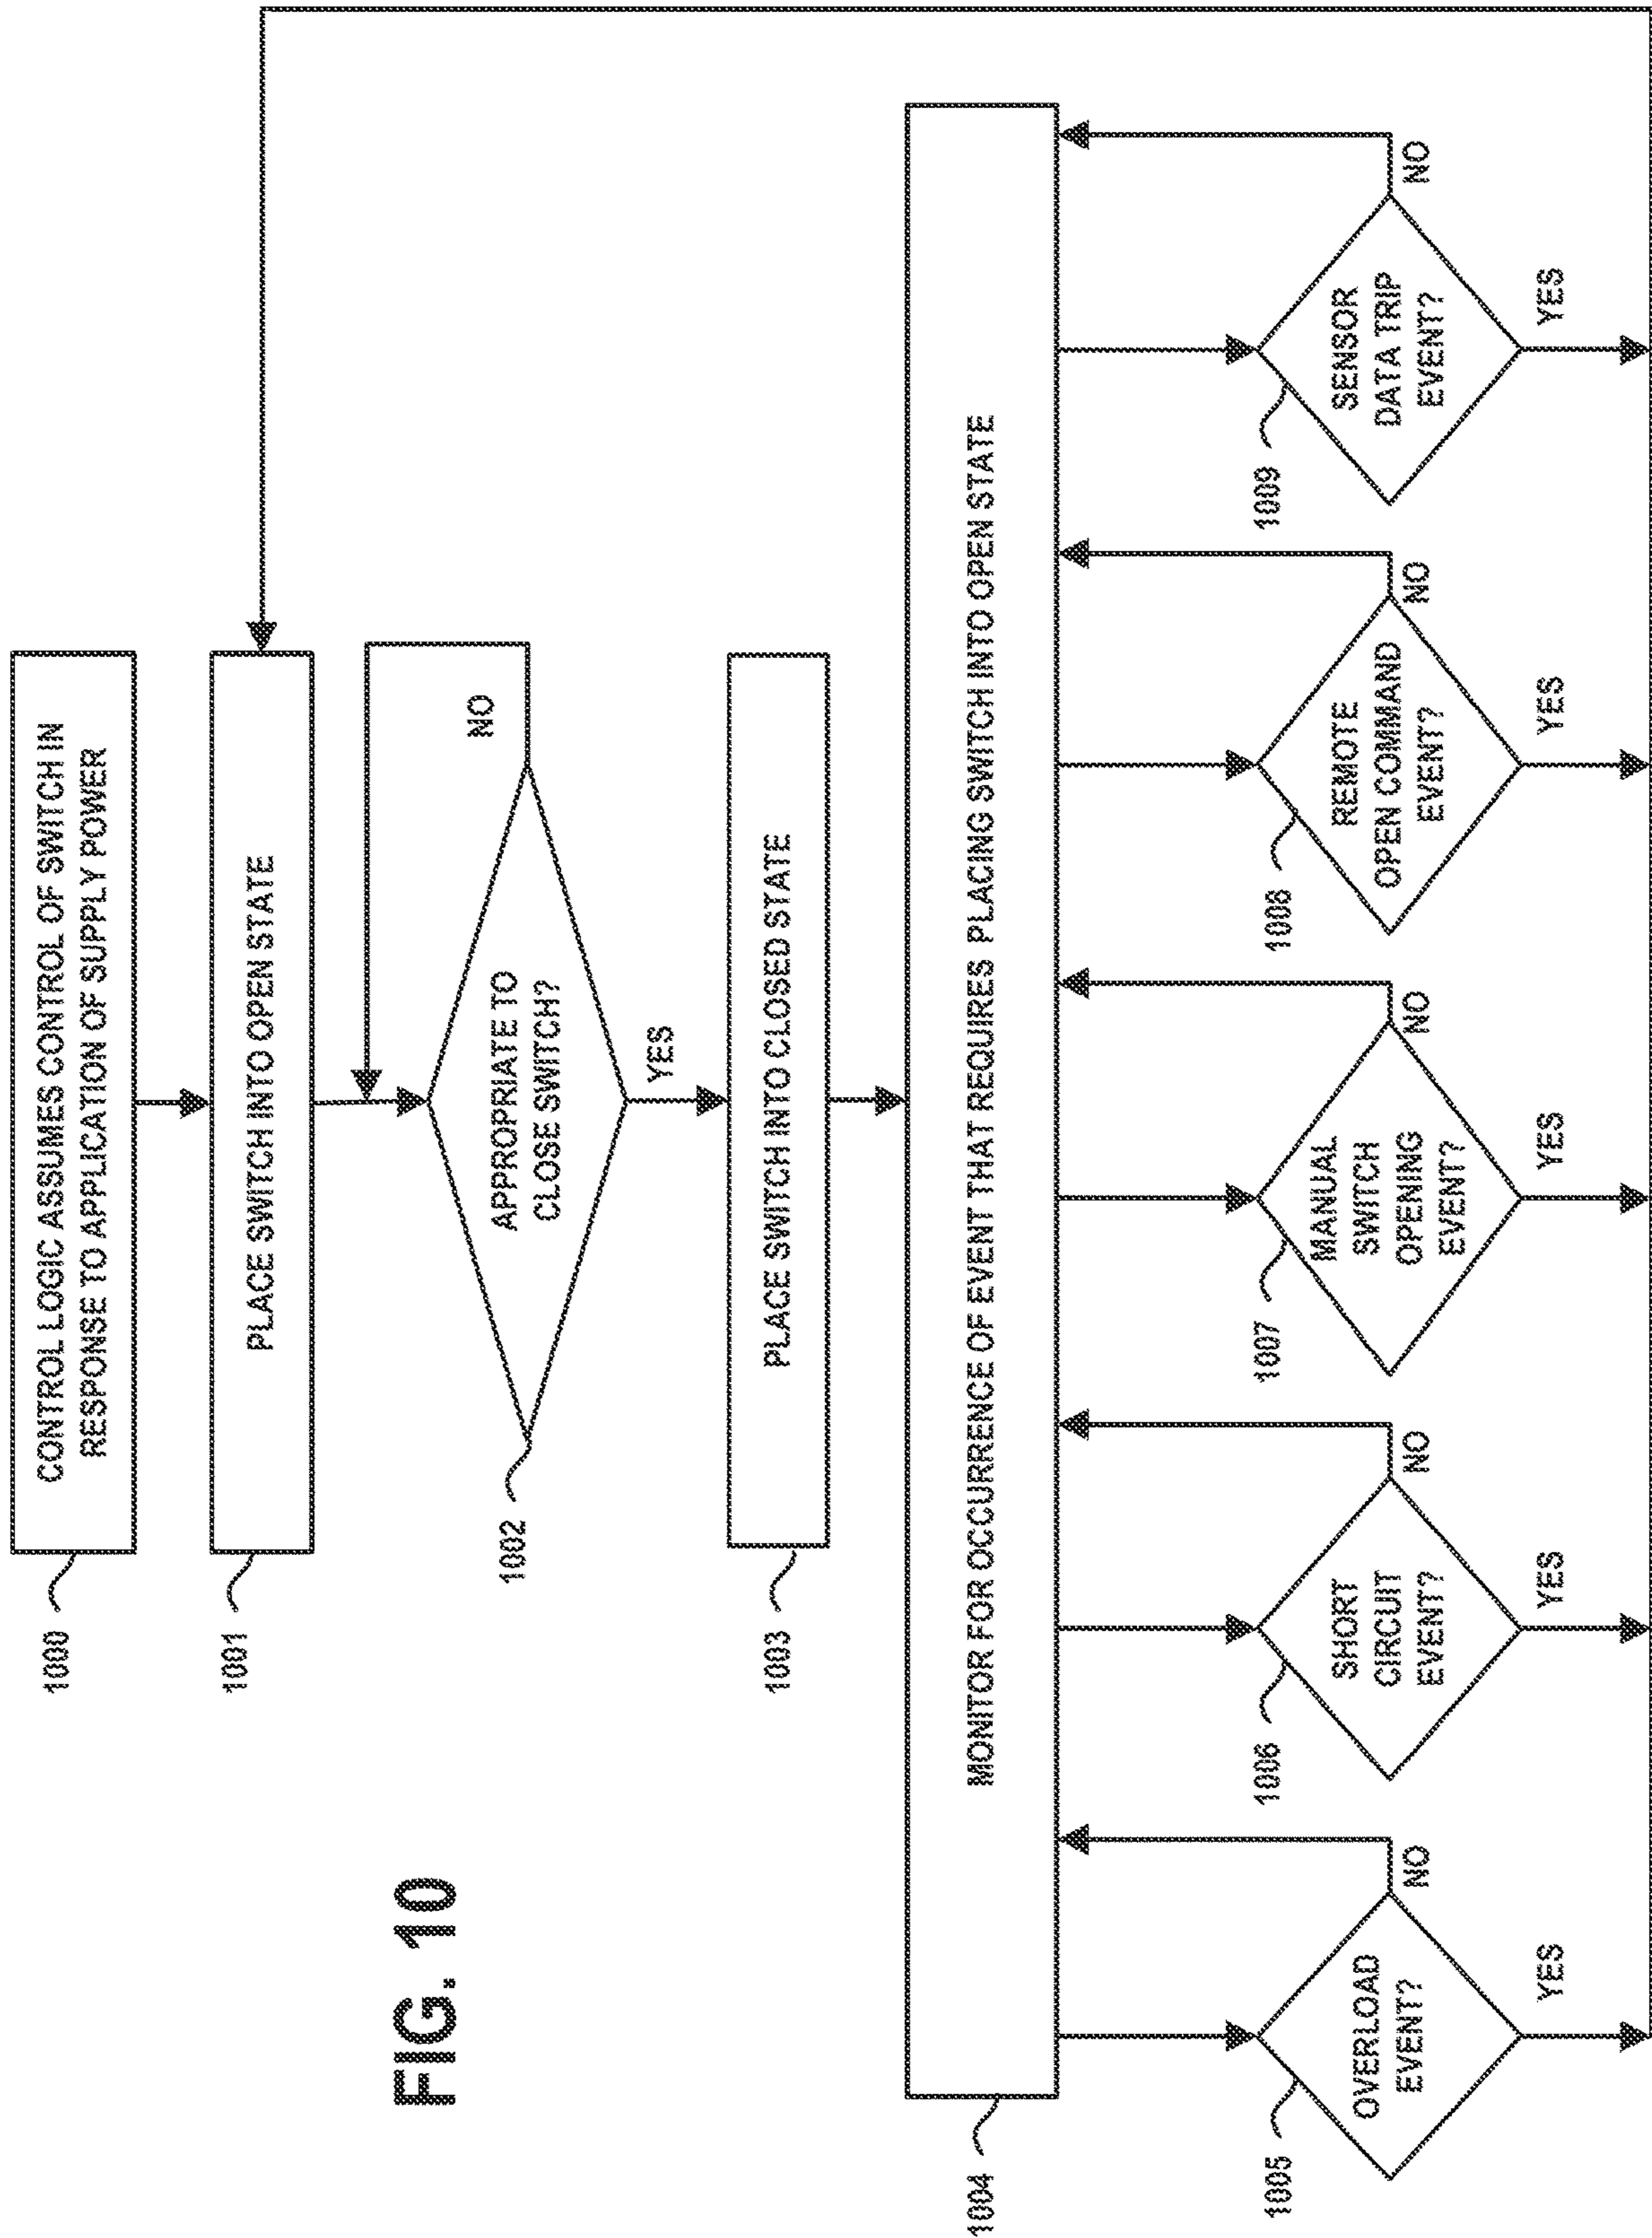 FIG. 10
1000
CONTROL LOGIC ASSUMES CONTROL OF SWITCH IN
RESPONSE TO APPLICATION OF SUPPLY POWER
1001
PLACE SWITCH INTO OPEN STATE
1002
APPROPRIATE TO
CLOSE SWITCH?
NO
YES
1003
PLACE SWITCH INTO CLOSED STATE
1004
MONITOR FOR OCCURRENCE OF EVENT THAT REQUIRES PLACING SWITCH INTO OPEN STATE
1005
OVERLOAD
EVENT?
NO
YES
1006
SHORT
CIRCUIT
EVENT?
NO
YES
1007
MANUAL
SWITCH
OPENING
EVENT?
NO
YES
1008
REMOTE
OPEN COMMAND
EVENT?
NO
YES
1009
SENSOR
DATA TRIP
EVENT?
NO
YES